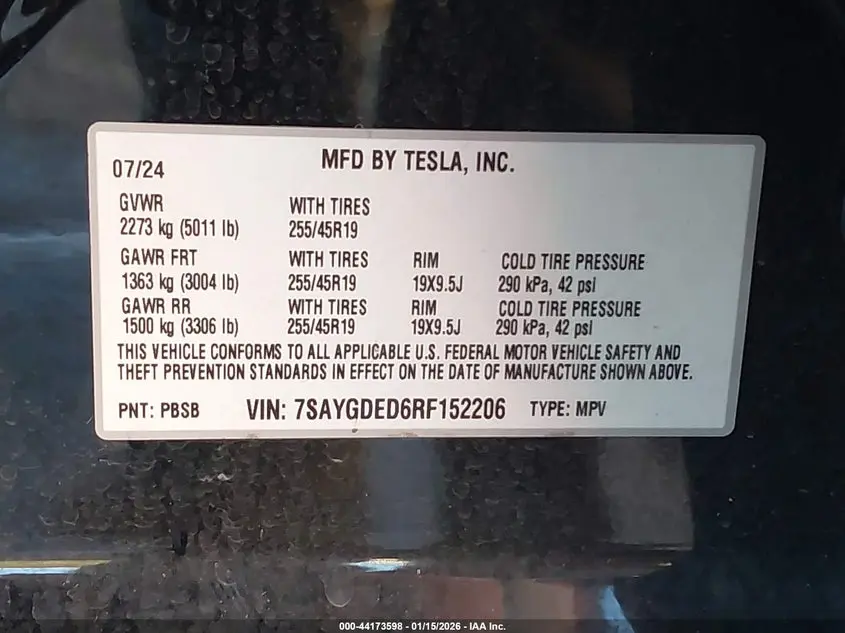 07/24 MFD BY TESLA, INC.
GVWR WITH TIRES
2273 kg (5011 lb) 255/45R19
GAWR FRT WITH TIRES RIM COLD TIRE PRESSURE
1363 kg (3004 lb) 255/45R19 19X9.5J 290 kPa, 42 psi
GAWR RR WITH TIRES RIM COLD TIRE PRESSURE
1500 kg (3306 lb) 255/45R19 19X9.5J 290 kPa, 42 psi
THIS VEHICLE CONFORMS TO ALL APPLICABLE U.S. FEDERAL MOTOR VEHICLE SAFETY AND
THEFT PREVENTION STANDARDS IN EFFECT ON THE DATE OF MANUFACTURE SHOWN ABOVE.
PNT: PBSB VIN: 7SAYGDED6RF152206 TYPE: MPV
000-44173598 - 01/15/2026 - IAA Inc.